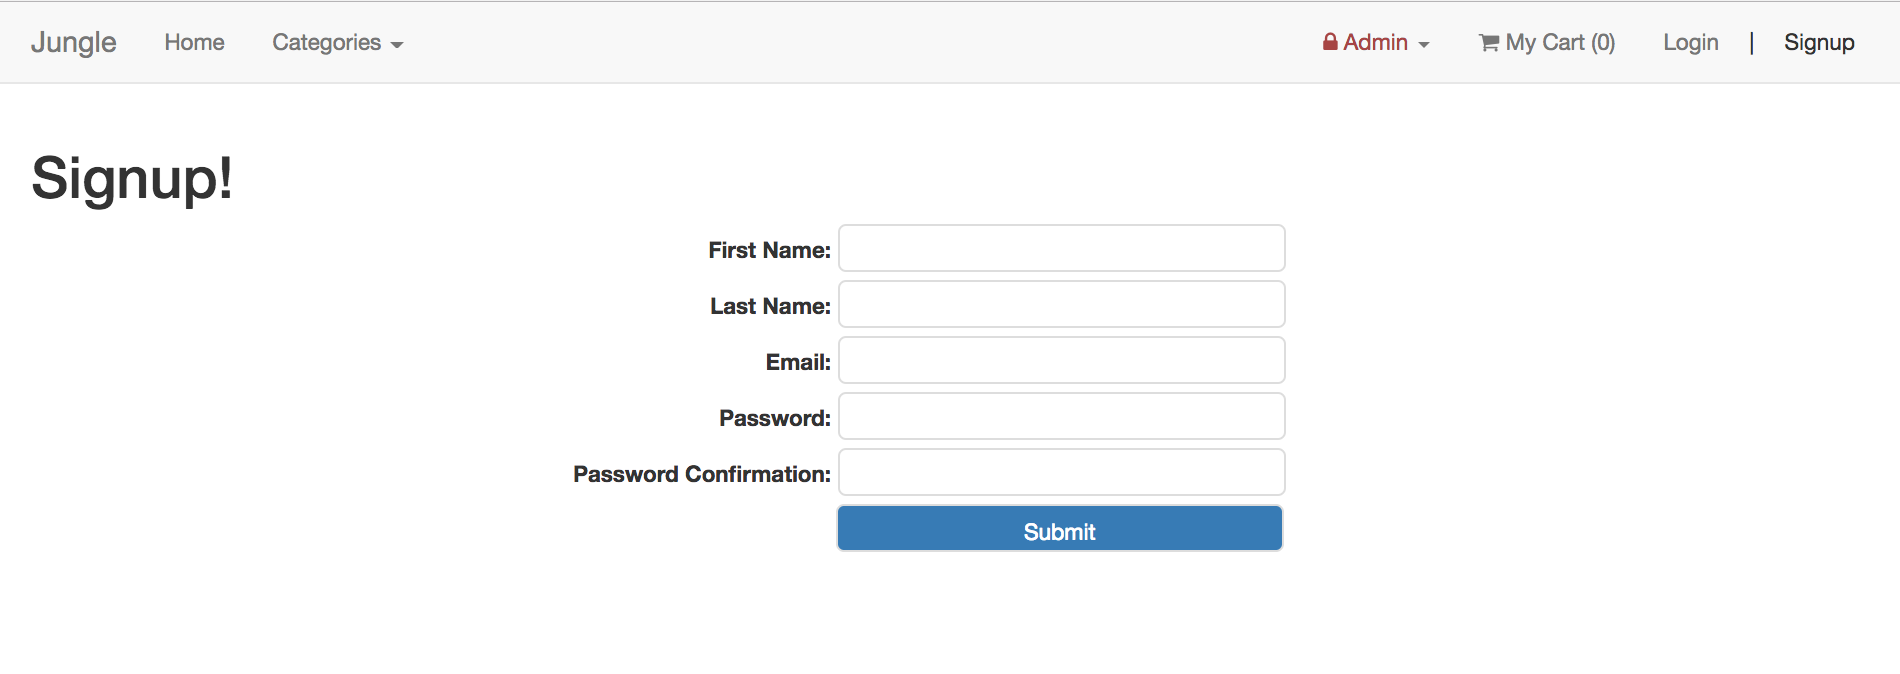 Jungle Home Categories Admin My Cart (0) Login | Signup
Signup!
First Name:
Last Name:
Email:
Password:
Password Confirmation:
Submit